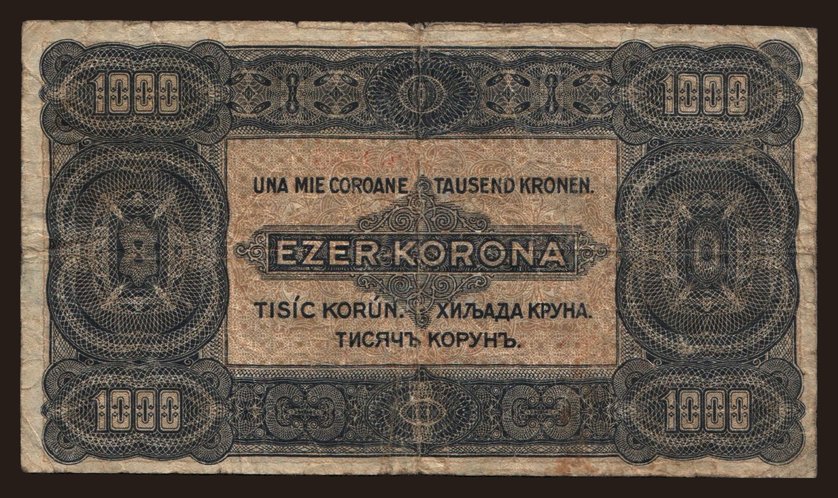 1000 1000
UNA MIE COROANE TAUSEND KRONEN.
EZER KORONA
TISÍC KORÚN. ХИЉАДА КРУНА.
ТИСЯЧЪ КОРУНЪ.
1000 1000